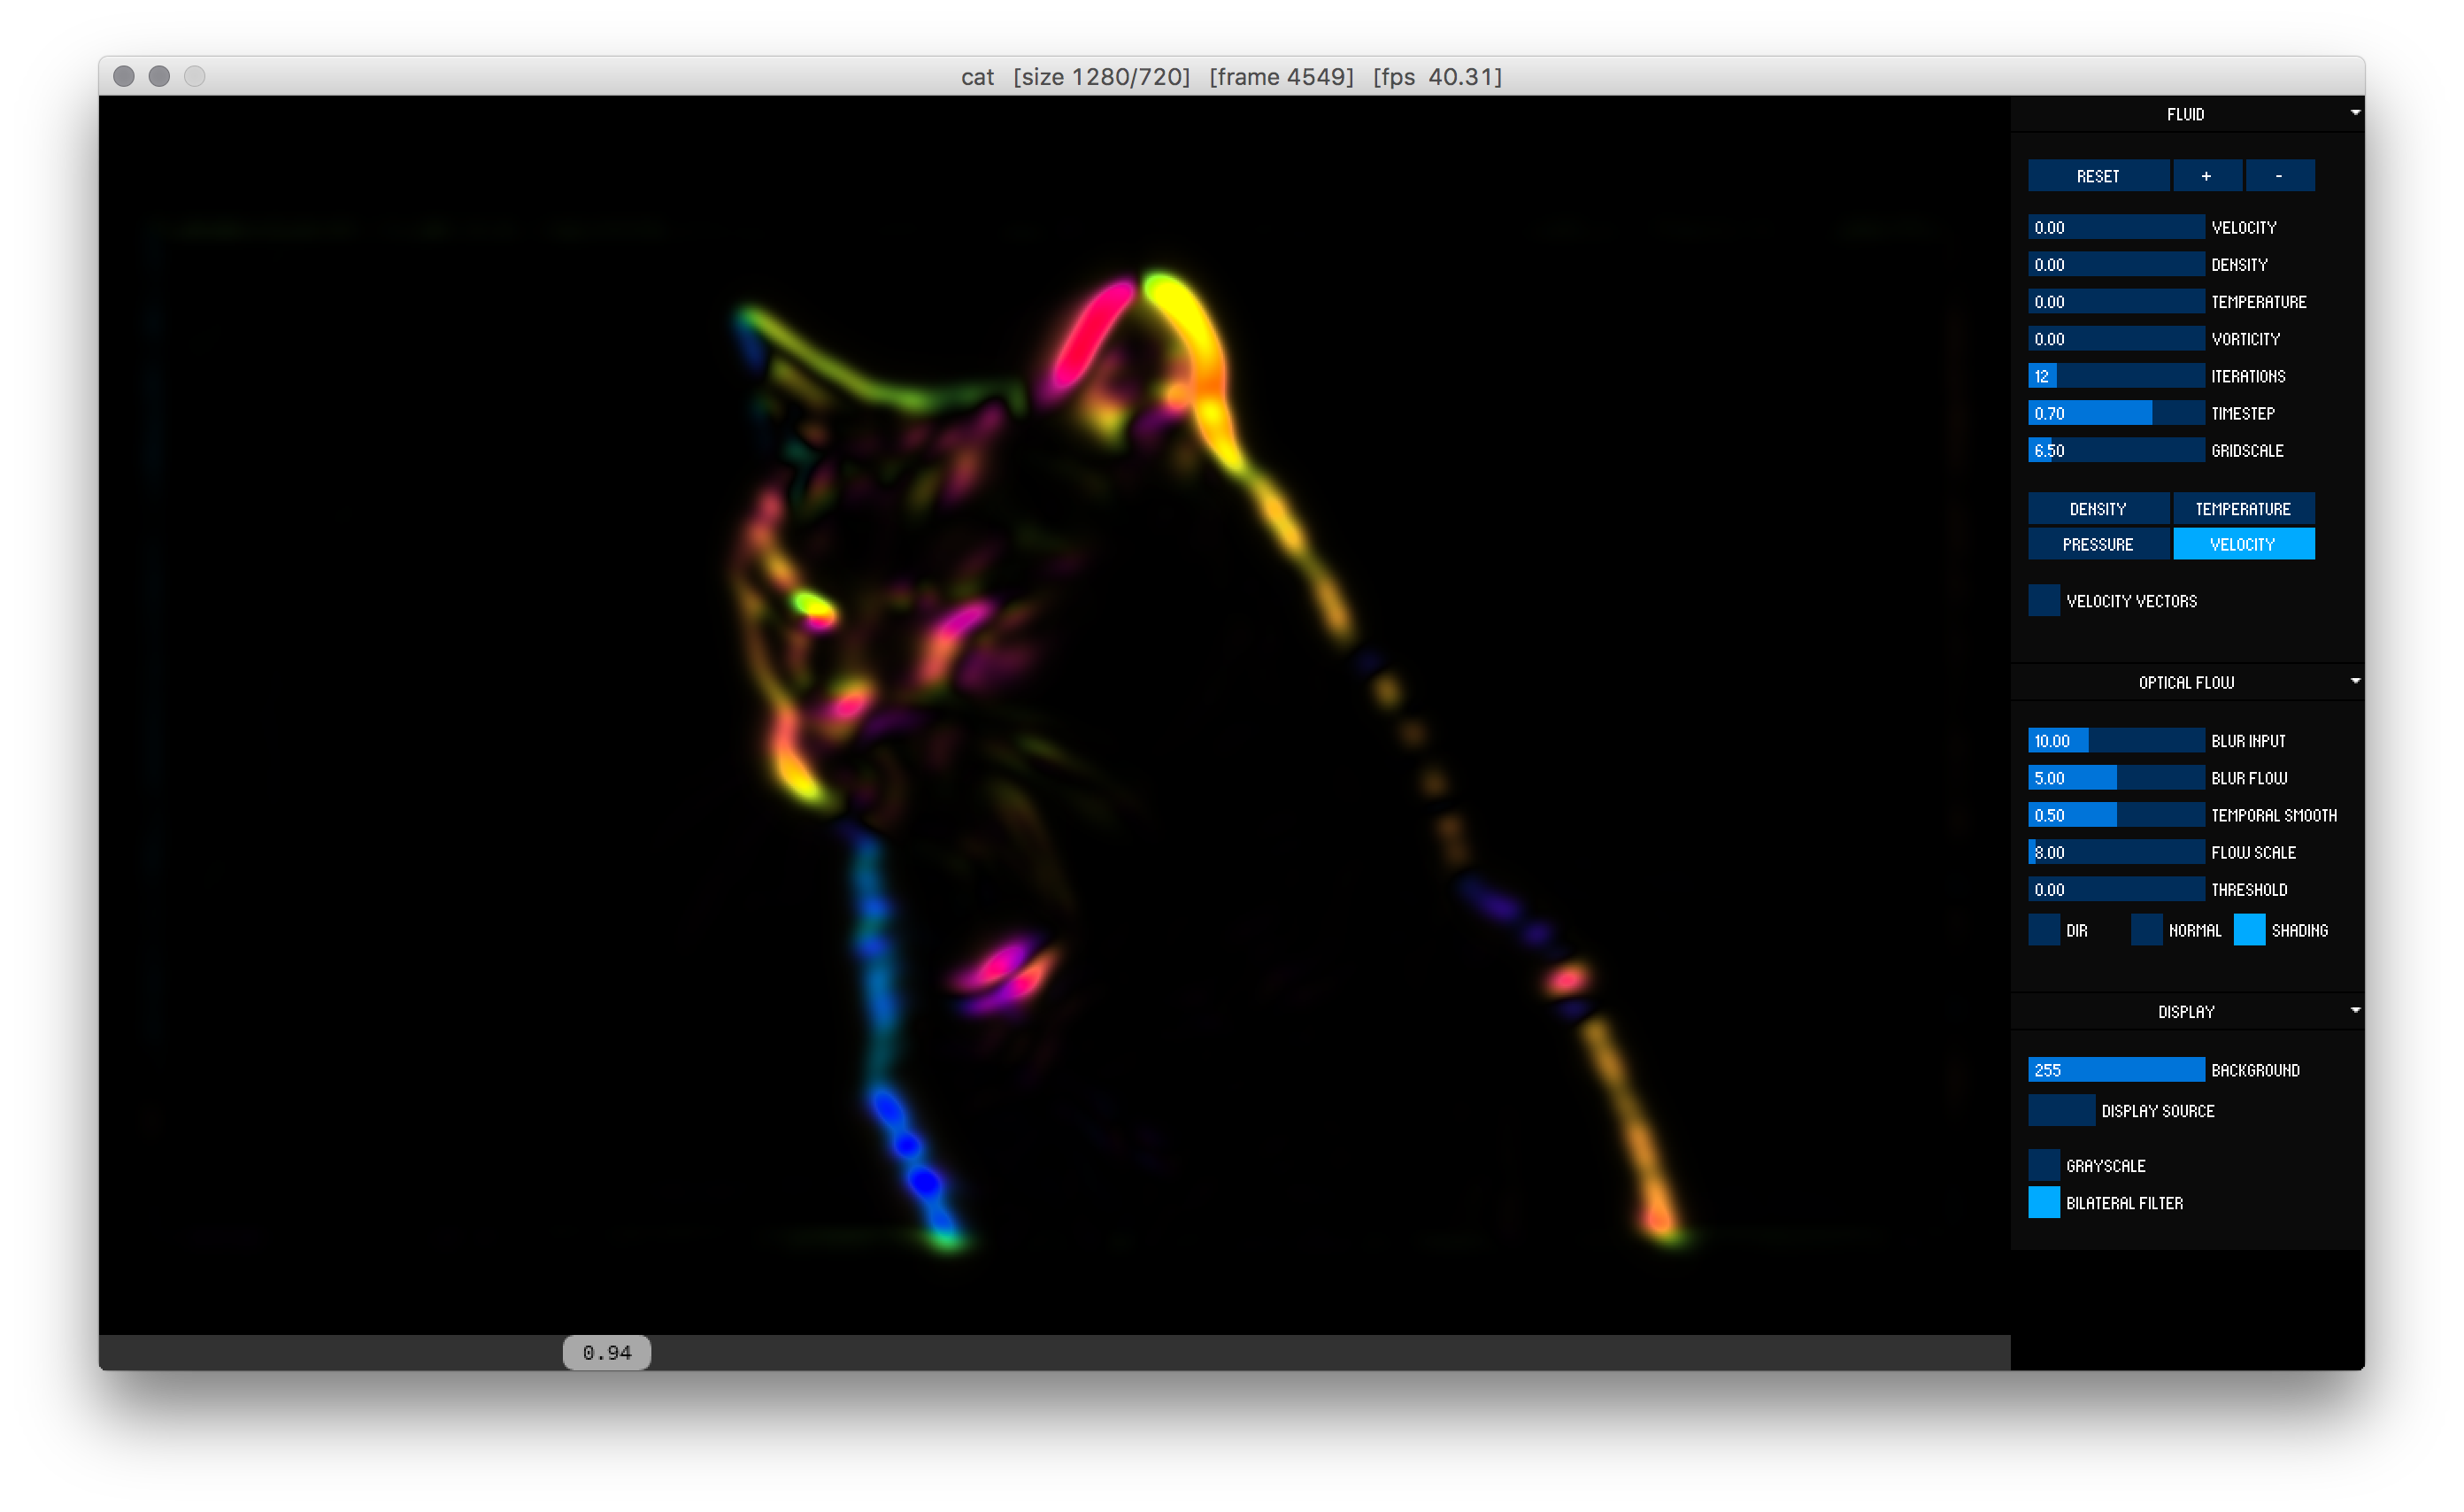 cat [size 1280/720] [frame 4549] [fps 40.31]
FLUID
RESET + -
0.00 VELOCITY
0.00 DENSITY
0.00 TEMPERATURE
0.00 VORTICITY
12 ITERATIONS
0.70 TIMESTEP
6.50 GRIDSCALE
DENSITY TEMPERATURE
PRESSURE VELOCITY
VELOCITY VECTORS
OPTICAL FLOW
10.00 BLUR INPUT
5.00 BLUR FLOW
0.50 TEMPORAL SMOOTH
8.00 FLOW SCALE
0.00 THRESHOLD
DIR NORMAL SHADING
DISPLAY
255 BACKGROUND
DISPLAY SOURCE
GRAYSCALE
BILATERAL FILTER
0.94